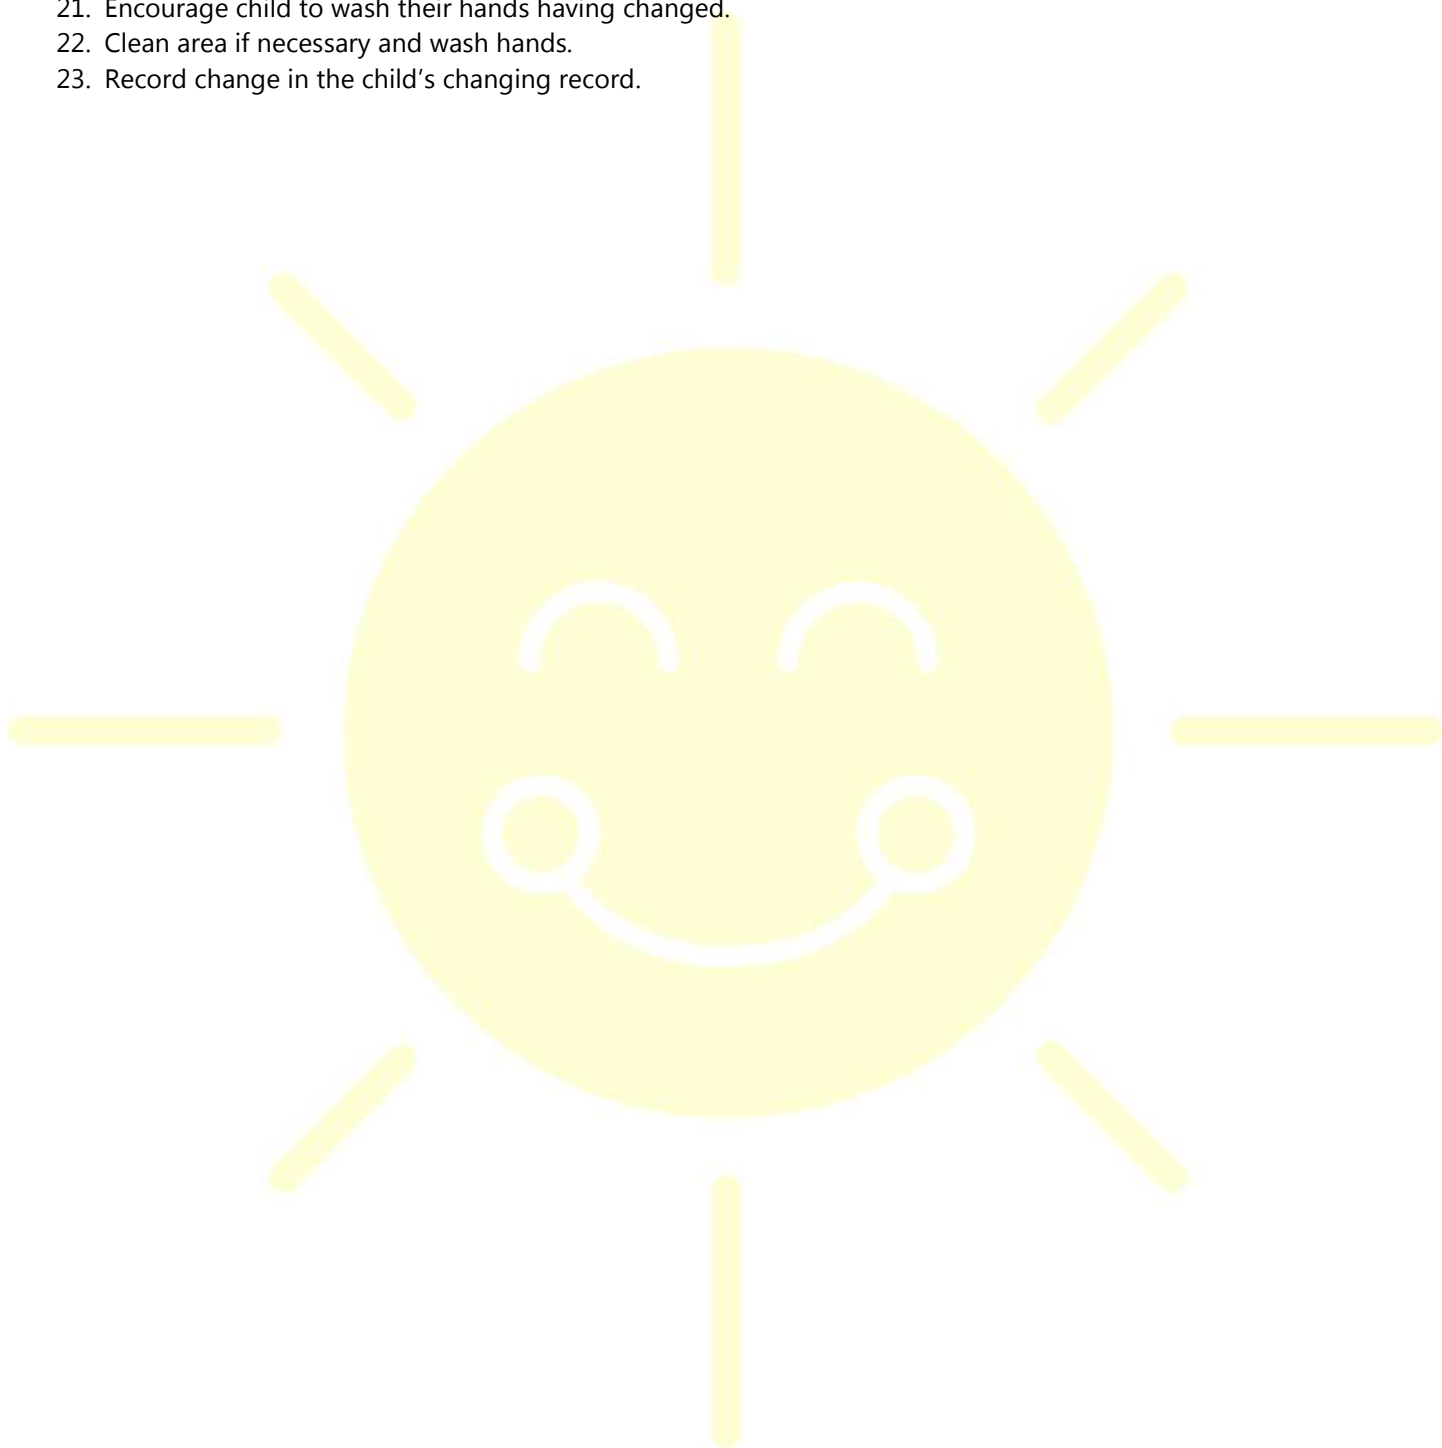 21. Encourage child to wash their hands having changed.
22. Clean area if necessary and wash hands.
23. Record change in the child's changing record.